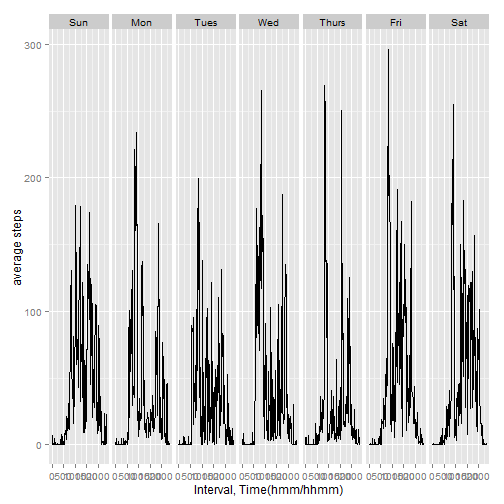 Sun Mon Tues Wed Thurs Fri Sat
300
200
100
0
average steps
Interval, Time(hmm/hhmm)